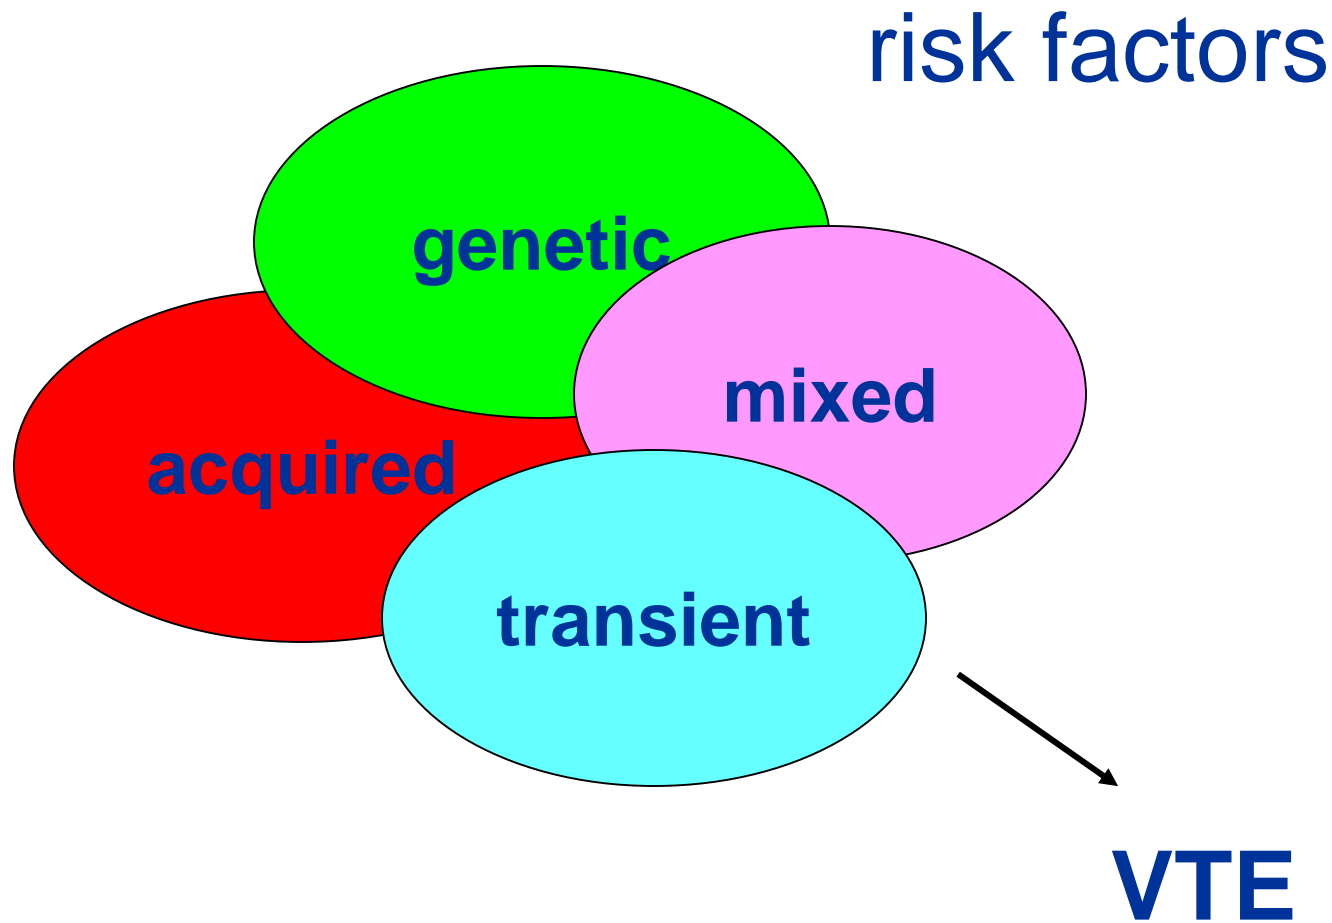 risk factors
genetic
mixed
acquired
transient
VTE